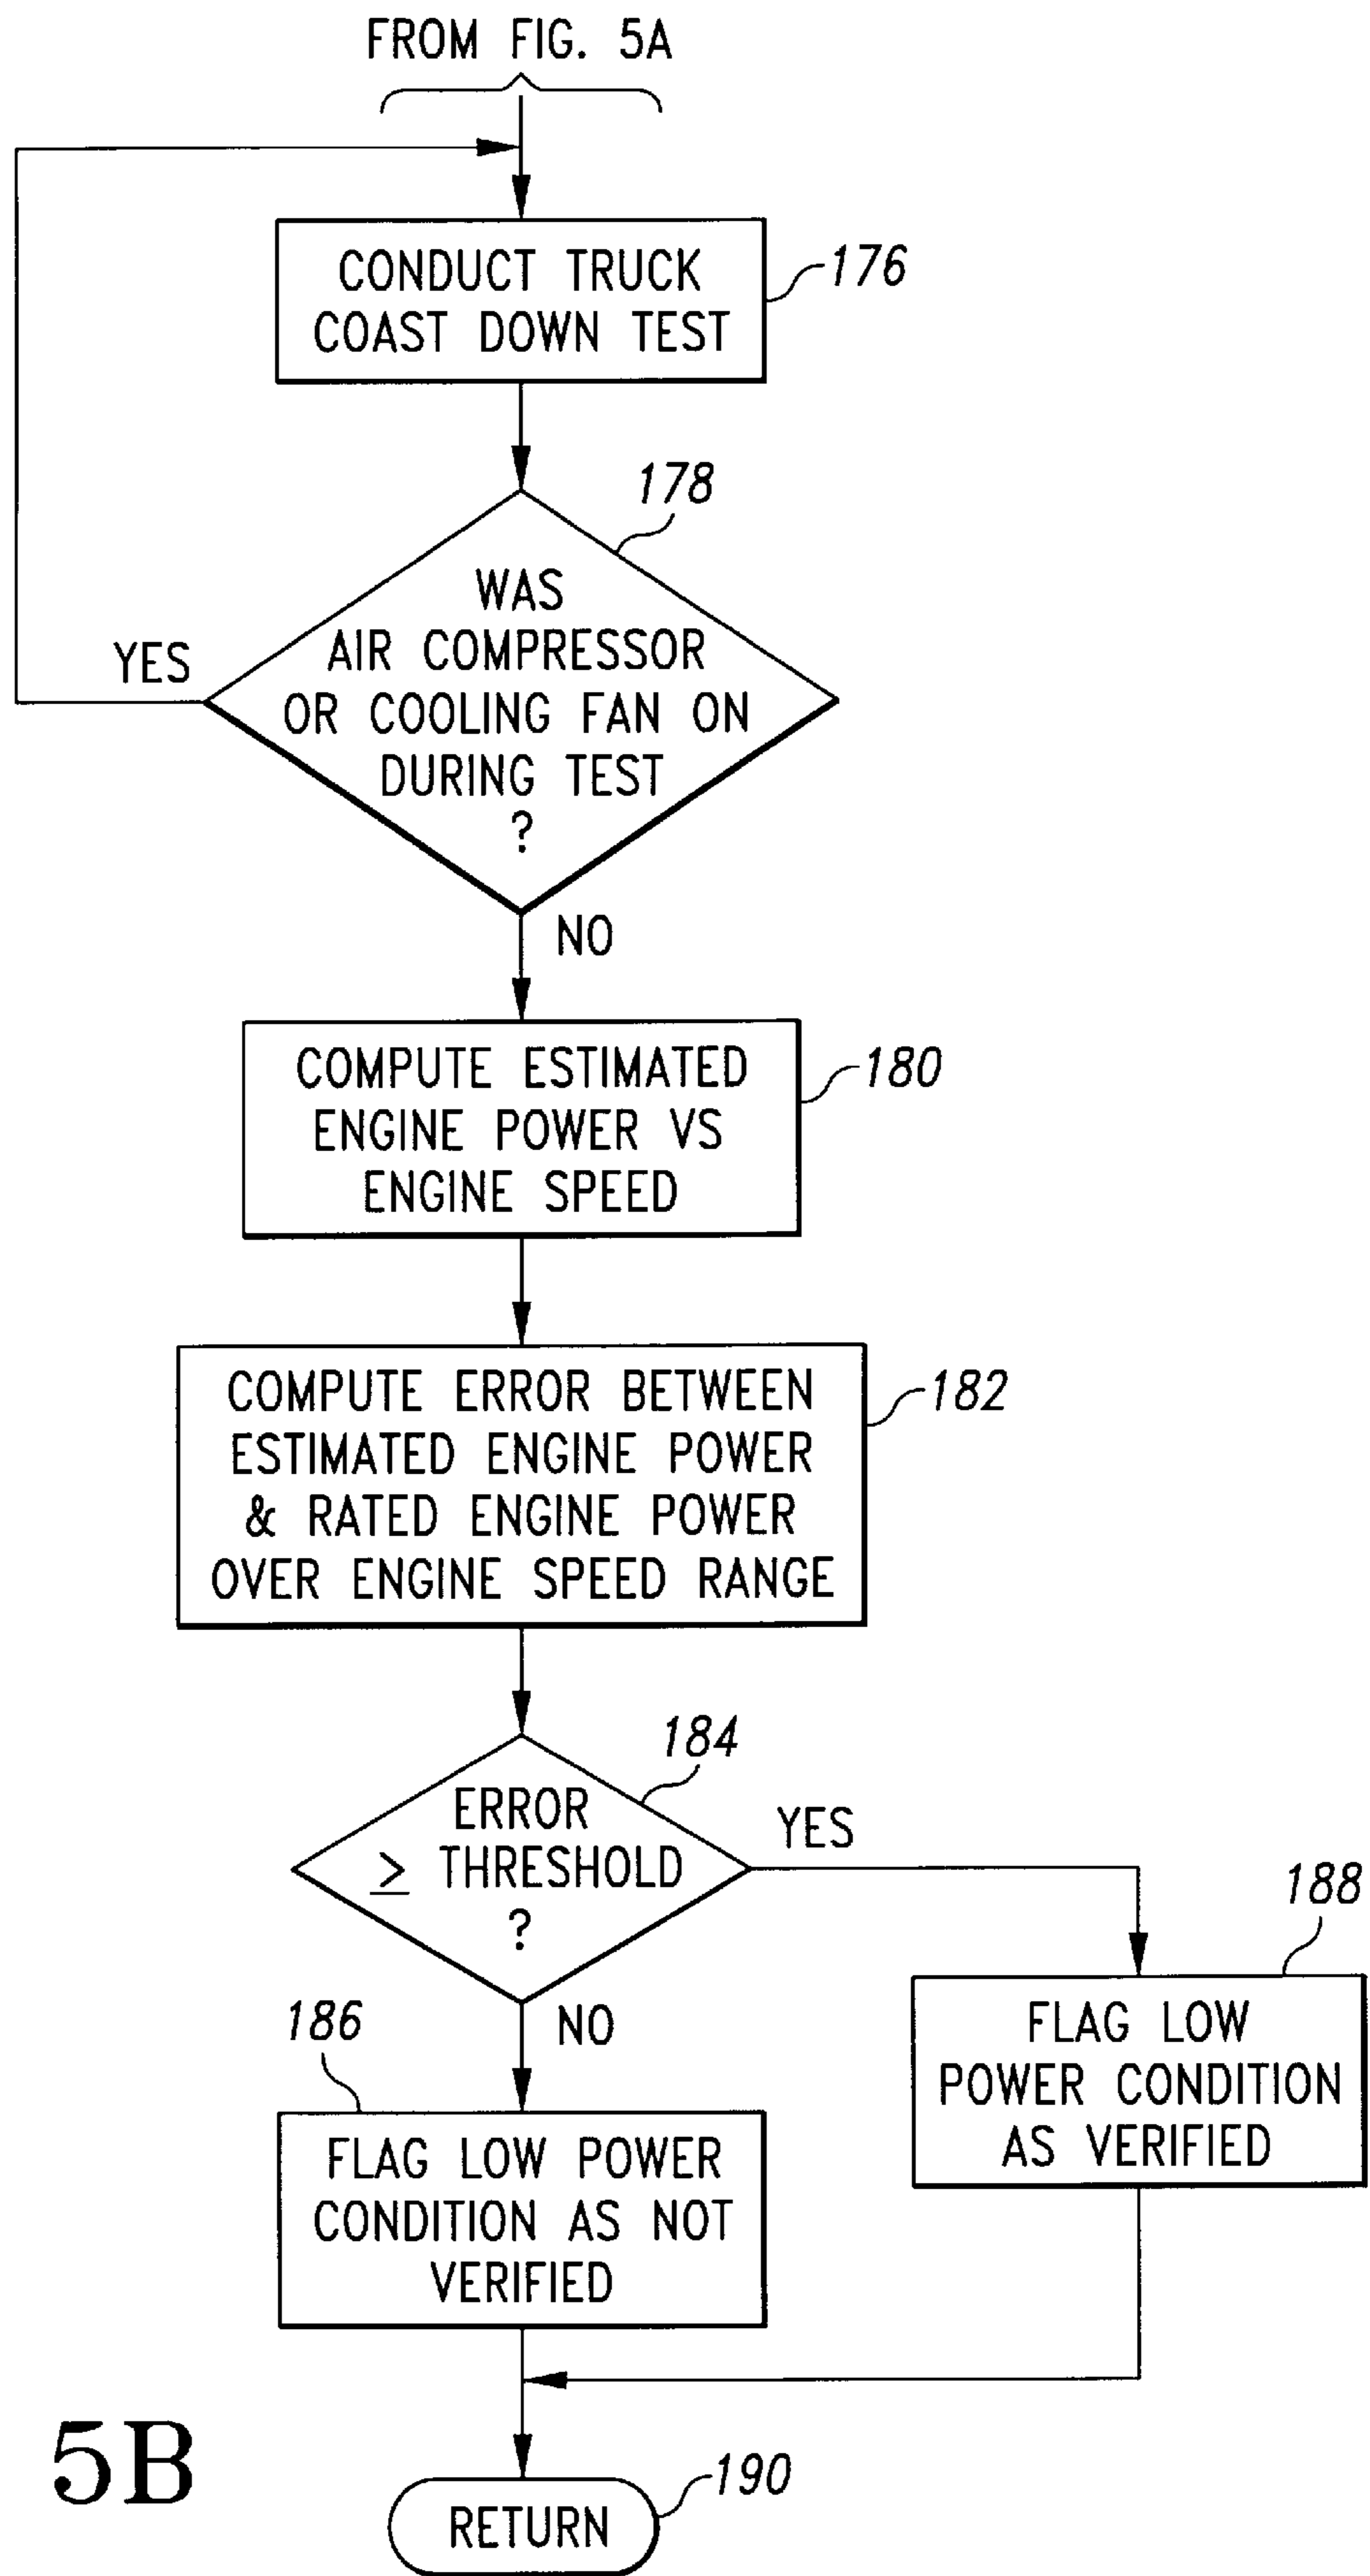 FROM FIG. 5A
CONDUCT TRUCK
COAST DOWN TEST
176
178
WAS
AIR COMPRESSOR
OR COOLING FAN ON
DURING TEST
?
YES
NO
COMPUTE ESTIMATED
ENGINE POWER VS
ENGINE SPEED
180
COMPUTE ERROR BETWEEN
ESTIMATED ENGINE POWER
& RATED ENGINE POWER
OVER ENGINE SPEED RANGE
182
184
ERROR
≥ THRESHOLD
?
YES
NO
188
FLAG LOW
POWER CONDITION
AS VERIFIED
186
FLAG LOW POWER
CONDITION AS NOT
VERIFIED
5B
RETURN
190